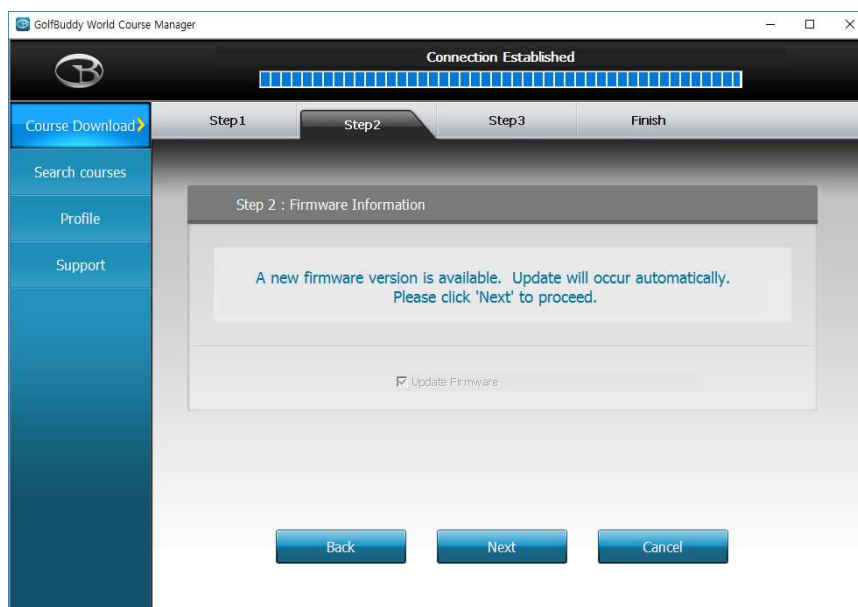 GolfBuddy World Course Manager
Connection Established
Course Download
Step1
Step2
Step3
Finish
Search courses
Profile
Support
Step 2 : Firmware Information
A new firmware version is available. Update will occur automatically.
Please click 'Next' to proceed.
Update Firmware
Back
Next
Cancel